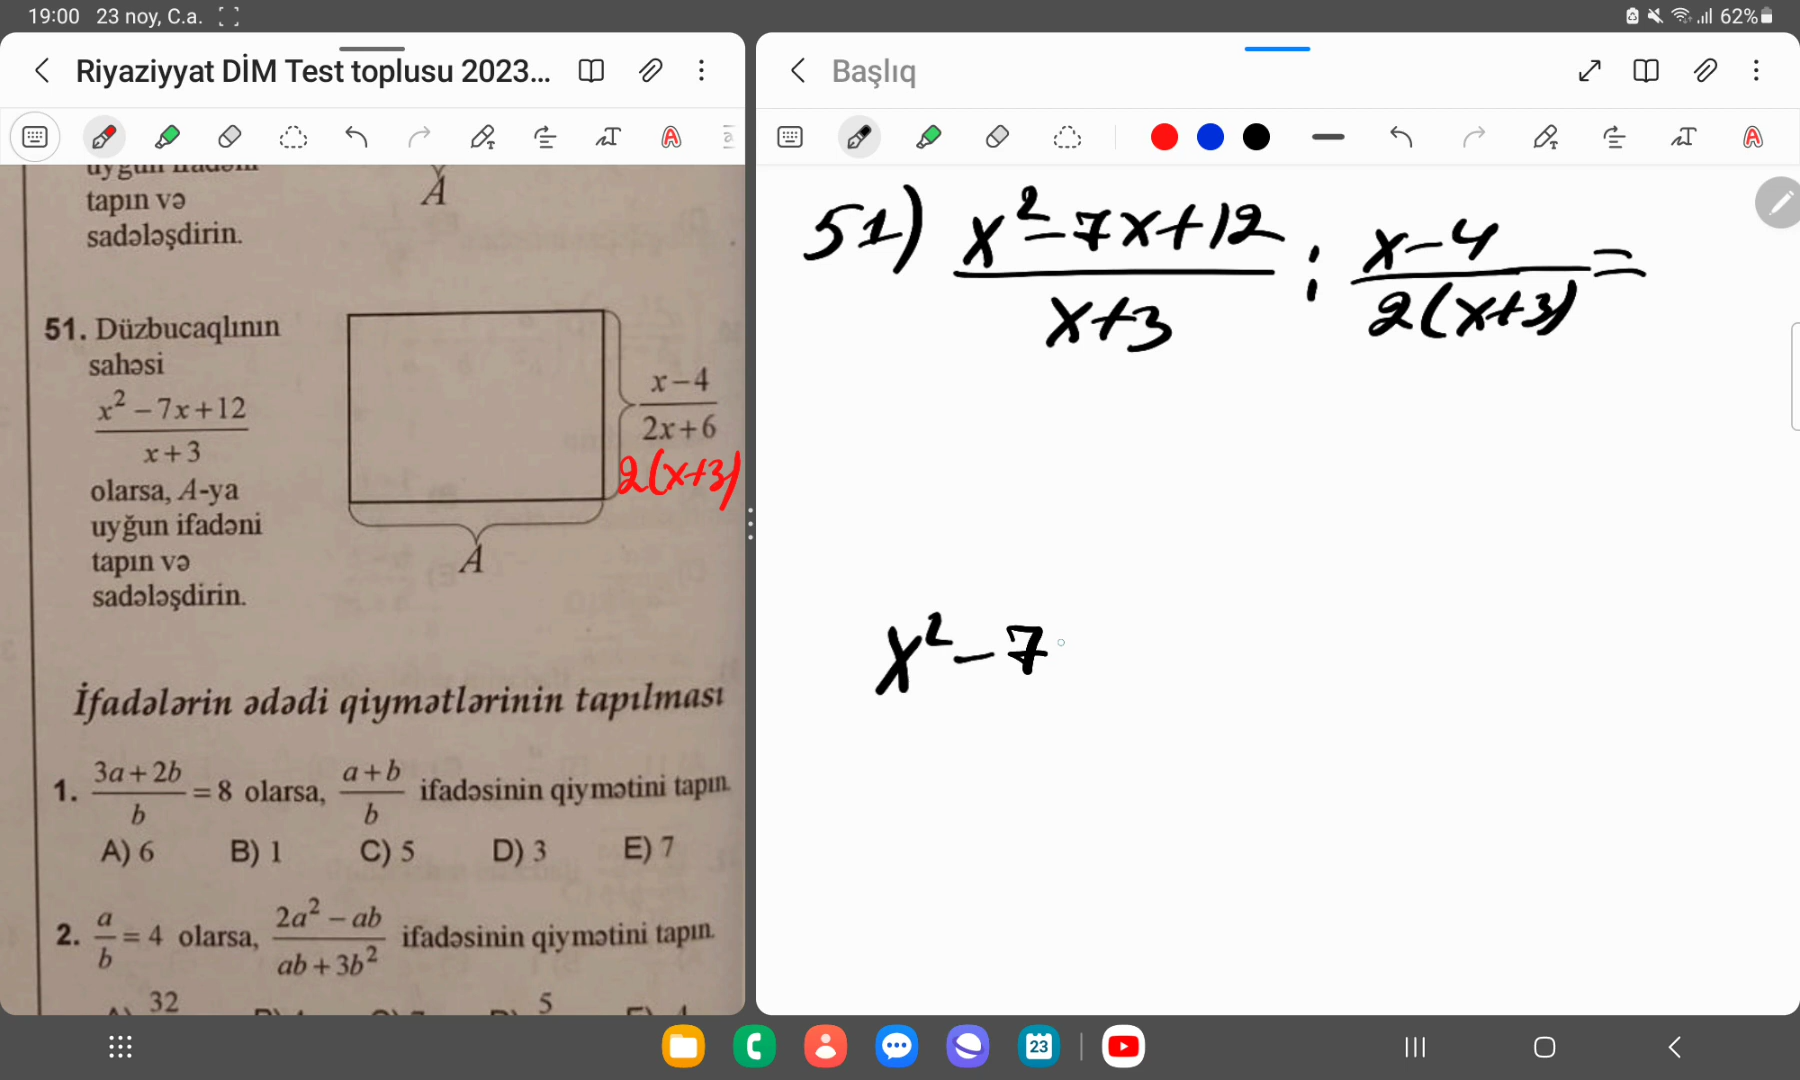 19:00 23 noy, C.a. 62%
Riyaziyyat DİM Test toplusu 2023...
tapın və
sadələşdirin.
A
51. Düzbucaqlının
sahəsi
x² – 7x + 12
x + 3
olarsa, A-ya
uyğun ifadəni
tapın və
sadələşdirin.
x – 4
2x + 6
2(x+3)
A
İfadələrin ədədi qiymətlərinin tapılması
1. (3a + 2b)/b = 8 olarsa, (a + b)/b ifadəsinin qiymətini tapın.
A) 6 B) 1 C) 5 D) 3 E) 7
2. a/b = 4 olarsa, (2a² – ab)/(ab + 3b²) ifadəsinin qiymətini tapın.
32 5
Başlıq
51) (x² – 7x + 12)/(x + 3) : (x – 4)/(2(x+3)) =
x² – 7
23